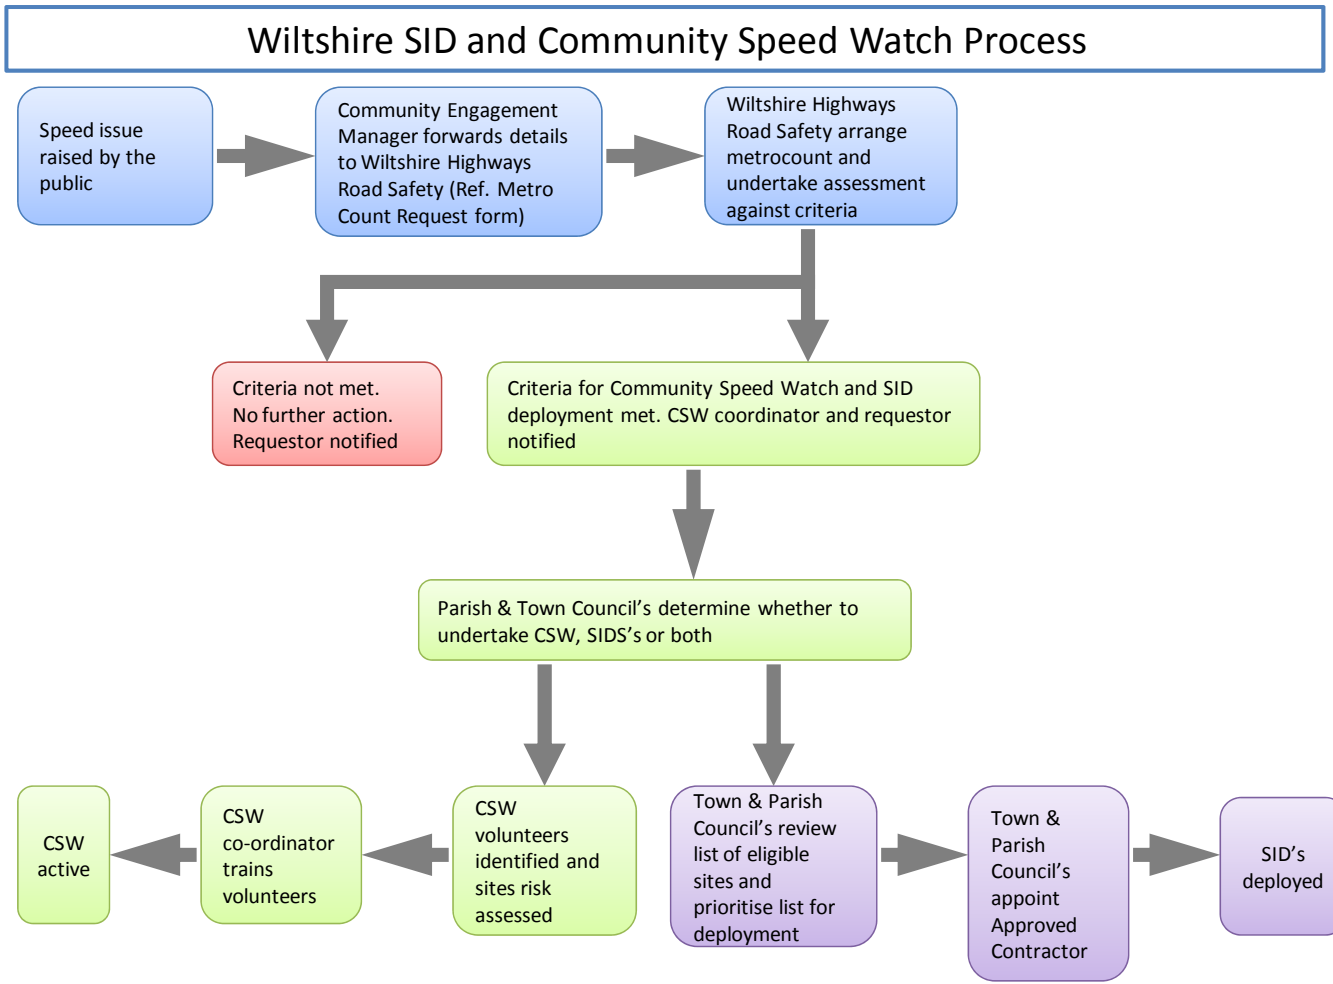 Wiltshire SID and Community Speed Watch Process
Speed issue
raised by the
public
Community Engagement
Manager forwards details
to Wiltshire Highways
Road Safety (Ref. Metro
Count Request form)
Wiltshire Highways
Road Safety arrange
metrocount and
undertake assessment
against criteria
Criteria not met.
No further action.
Requestor notified
Criteria for Community Speed Watch and SID
deployment met. CSW coordinator and requestor
notified
Parish & Town Council’s determine whether to
undertake CSW, SIDS’s or both
CSW
active
CSW
co-ordinator
trains
volunteers
CSW
volunteers
identified and
sites risk
assessed
Town & Parish
Council’s review
list of eligible
sites and
prioritise list for
deployment
Town &
Parish
Council’s
appoint
Approved
Contractor
SID’s
deployed